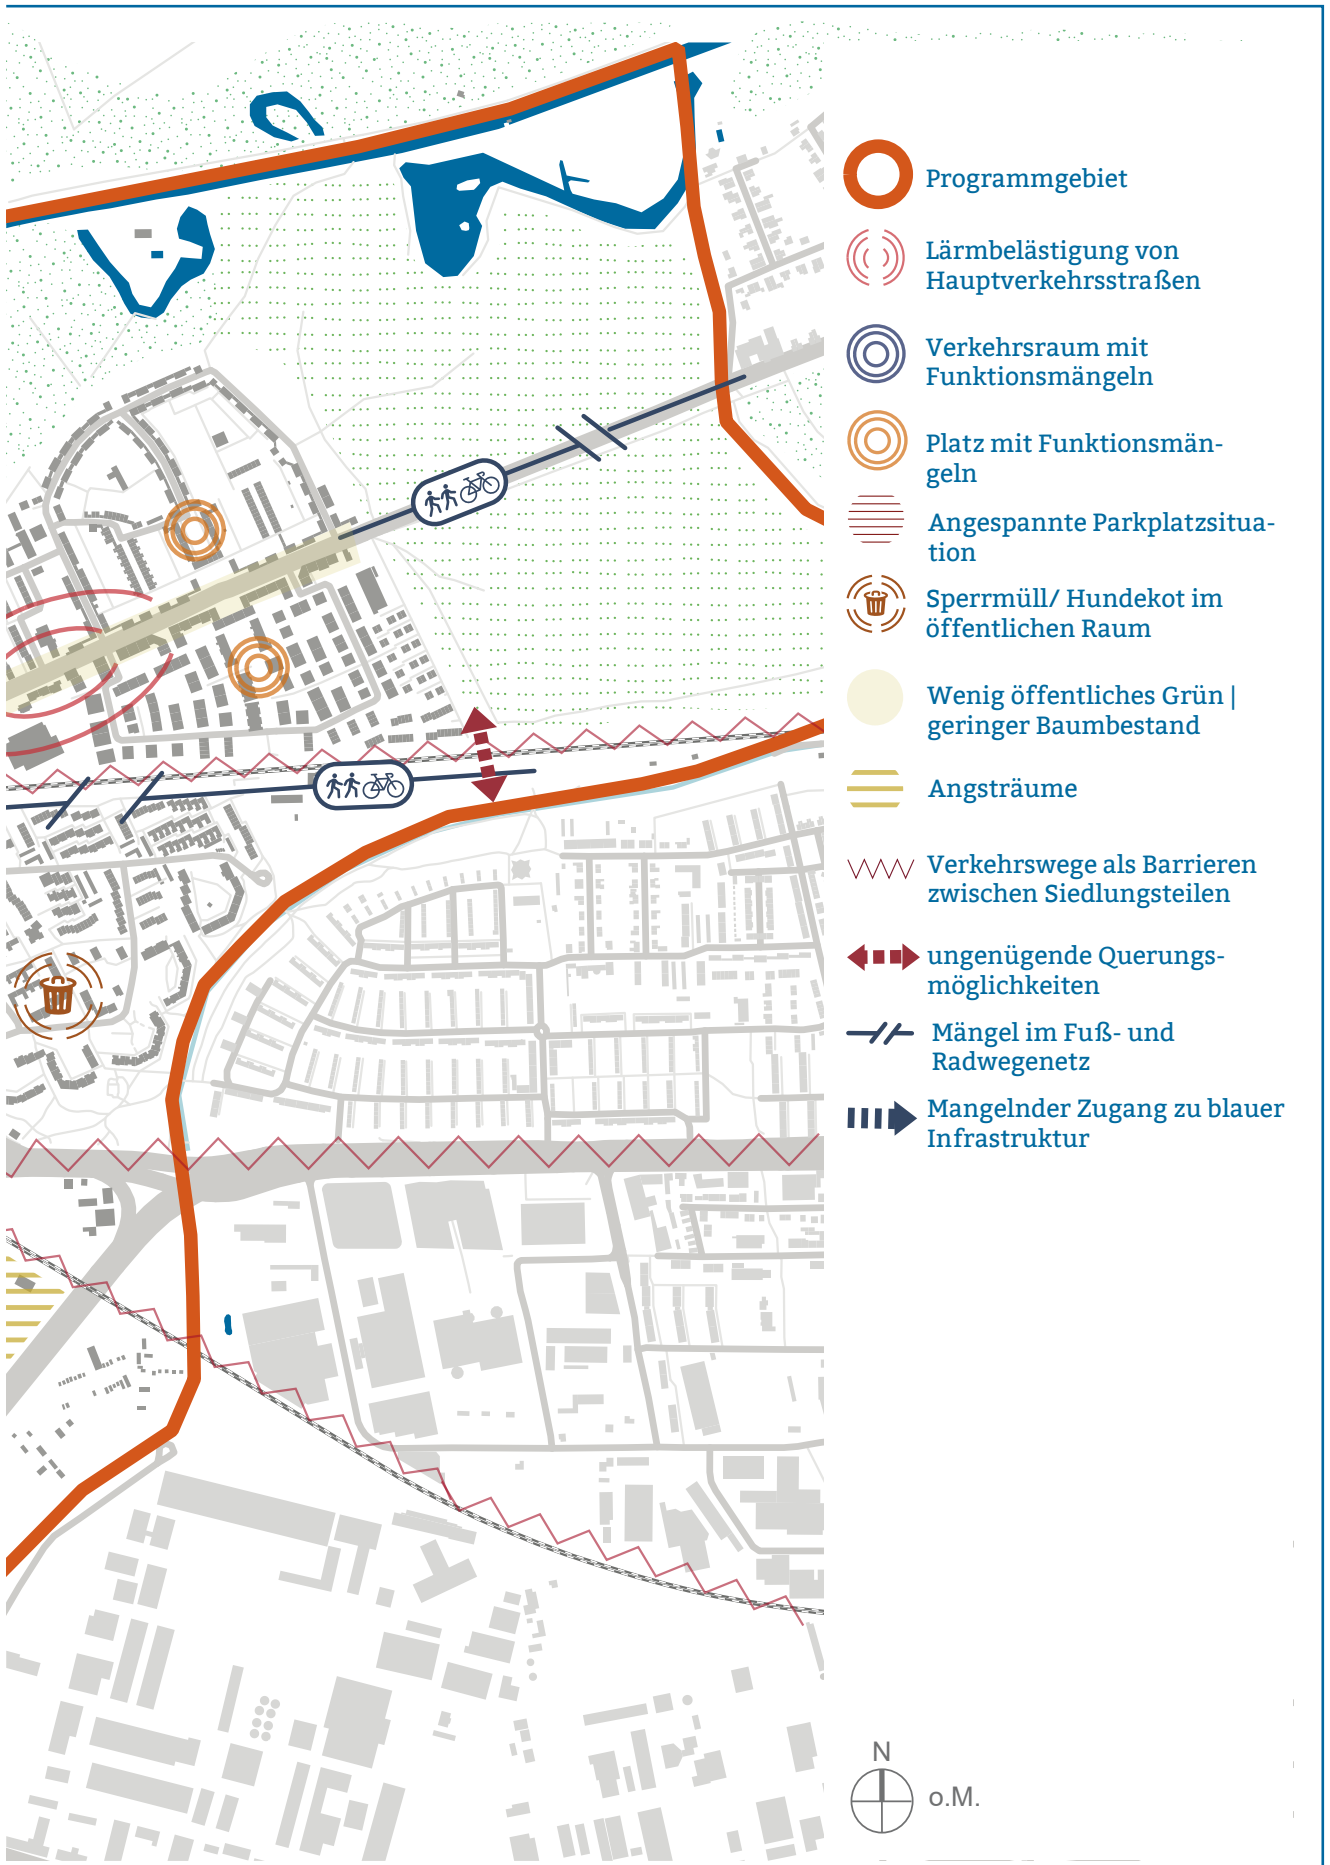 Programmgebiet
Lärmbelästigung von
Hauptverkehrsstraßen
Verkehrsraum mit
Funktionsmängeln
Platz mit Funktionsmän-
geln
Angespannte Parkplatzsitua-
tion
Sperrmüll/ Hundekot im
öffentlichen Raum
Wenig öffentliches Grün |
geringer Baumbestand
Angsträume
Verkehrswege als Barrieren
zwischen Siedlungsteilen
ungenügende Querungs-
möglichkeiten
Mängel im Fuß- und
Radwegenetz
Mangelnder Zugang zu blauer
Infrastruktur
N
o.M.